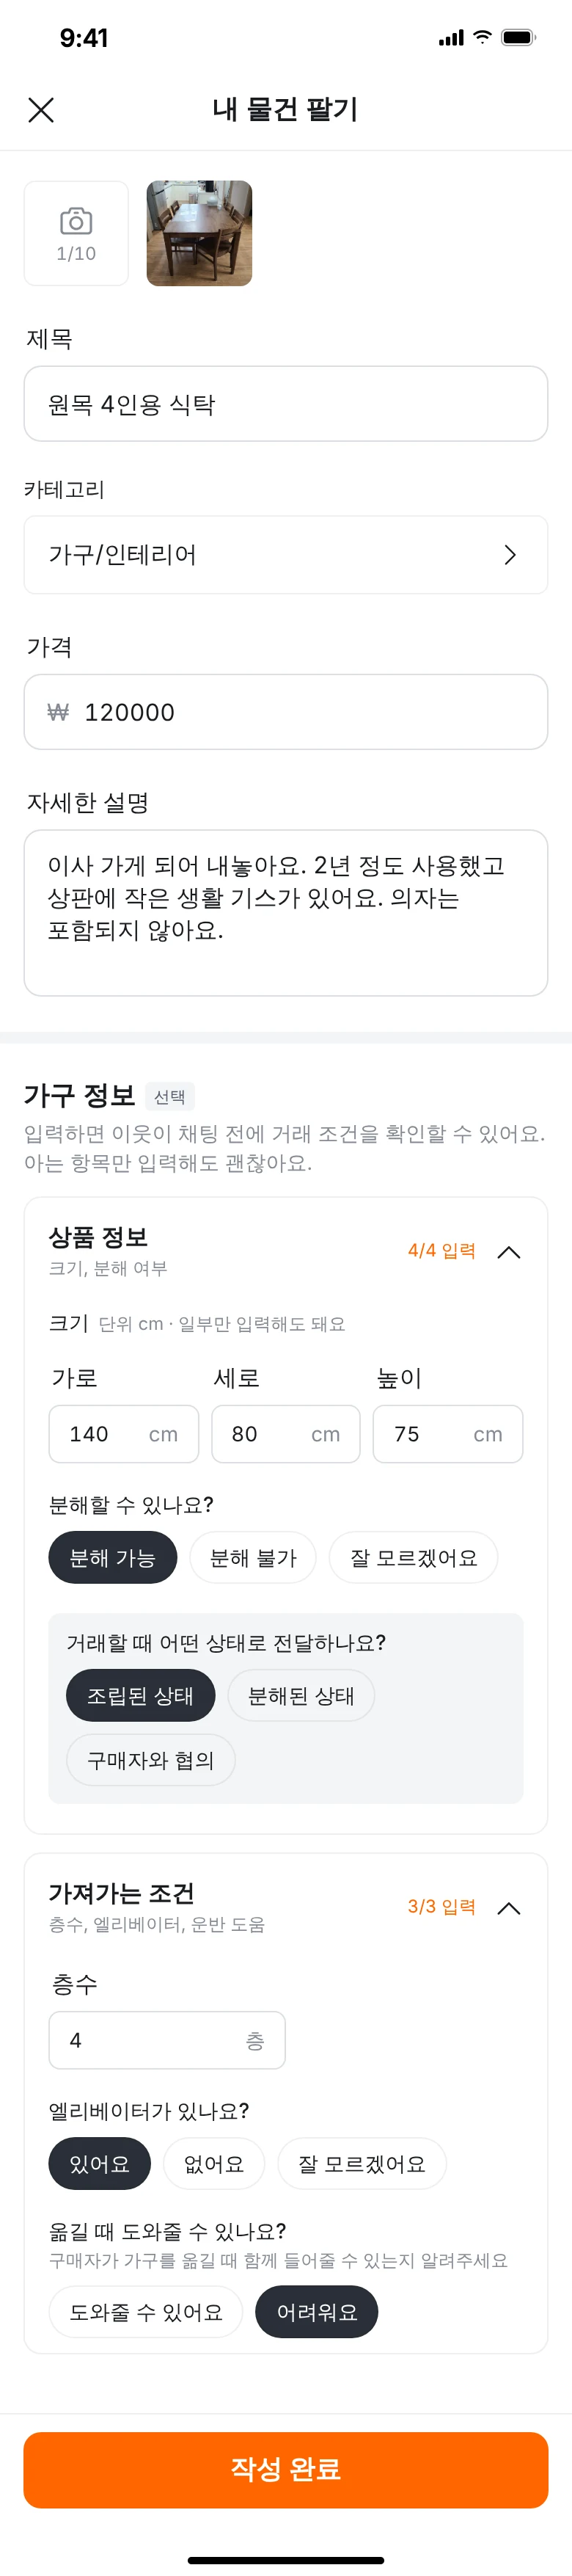 9:41
내 물건 팔기
1/10
제목
원목 4인용 식탁
카테고리
가구/인테리어
가격
₩ 120000
자세한 설명
이사 가게 되어 내놓아요. 2년 정도 사용했고
상판에 작은 생활 기스가 있어요. 의자는
포함되지 않아요.
가구 정보 선택
입력하면 이웃이 채팅 전에 거래 조건을 확인할 수 있어요.
아는 항목만 입력해도 괜찮아요.
상품 정보
4/4 입력
크기, 분해 여부
크기 단위 cm · 일부만 입력해도 돼요
가로 세로 높이
140 cm 80 cm 75 cm
분해할 수 있나요?
분해 가능 분해 불가 잘 모르겠어요
거래할 때 어떤 상태로 전달하나요?
조립된 상태 분해된 상태
구매자와 협의
가져가는 조건
3/3 입력
층수, 엘리베이터, 운반 도움
층수
4 층
엘리베이터가 있나요?
있어요 없어요 잘 모르겠어요
옮길 때 도와줄 수 있나요?
구매자가 가구를 옮길 때 함께 들어줄 수 있는지 알려주세요
도와줄 수 있어요 어려워요
작성 완료